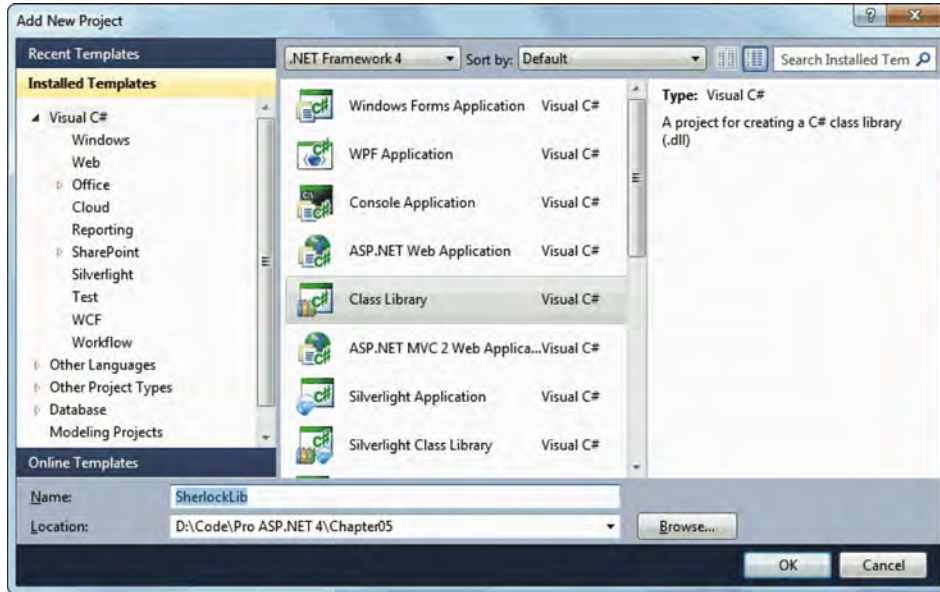 Add New Project
Recent Templates
.NET Framework 4
Sort by: Default
Search Installed Tem
Installed Templates
Visual C#
Windows
Web
Office
Cloud
Reporting
SharePoint
Silverlight
Test
WCF
Workflow
Other Languages
Other Project Types
Database
Modeling Projects
Online Templates
Windows Forms Application Visual C#
WPF Application Visual C#
Console Application Visual C#
ASP.NET Web Application Visual C#
Class Library Visual C#
ASP.NET MVC 2 Web Applica...Visual C#
Silverlight Application Visual C#
Silverlight Class Library Visual C#
Type: Visual C#
A project for creating a C# class library
(.dll)
Name: SherlockLib
Location: D:\Code\Pro ASP.NET 4\Chapter05
Browse...
OK Cancel